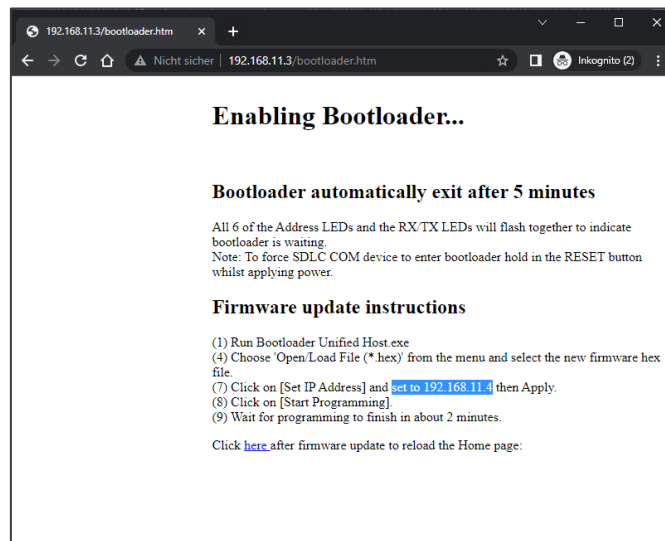 192.168.11.3/bootloader.htm
Nicht sicher | 192.168.11.3/bootloader.htm
Inkognito (2)
Enabling Bootloader...
Bootloader automatically exit after 5 minutes
All 6 of the Address LEDs and the RX/TX LEDs will flash together to indicate
bootloader is waiting.
Note: To force SDLC COM device to enter bootloader hold in the RESET button
whilst applying power.
Firmware update instructions
(1) Run Bootloader Unified Host.exe
(4) Choose 'Open/Load File (*.hex)' from the menu and select the new firmware hex
file.
(7) Click on [Set IP Address] and set to 192.168.11.4 then Apply.
(8) Click on [Start Programming].
(9) Wait for programming to finish in about 2 minutes.
Click here after firmware update to reload the Home page: